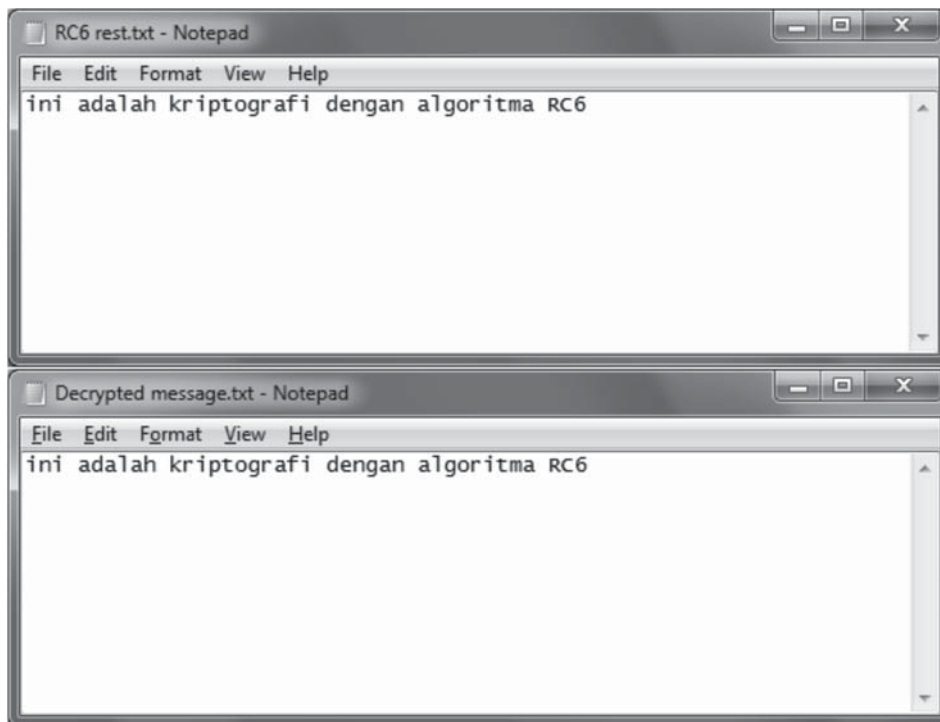 RC6 rest.txt - Notepad
File Edit Format View Help
ini adalah kriptografi dengan algoritma RC6
Decrypted message.txt - Notepad
File Edit Format View Help
ini adalah kriptografi dengan algoritma RC6